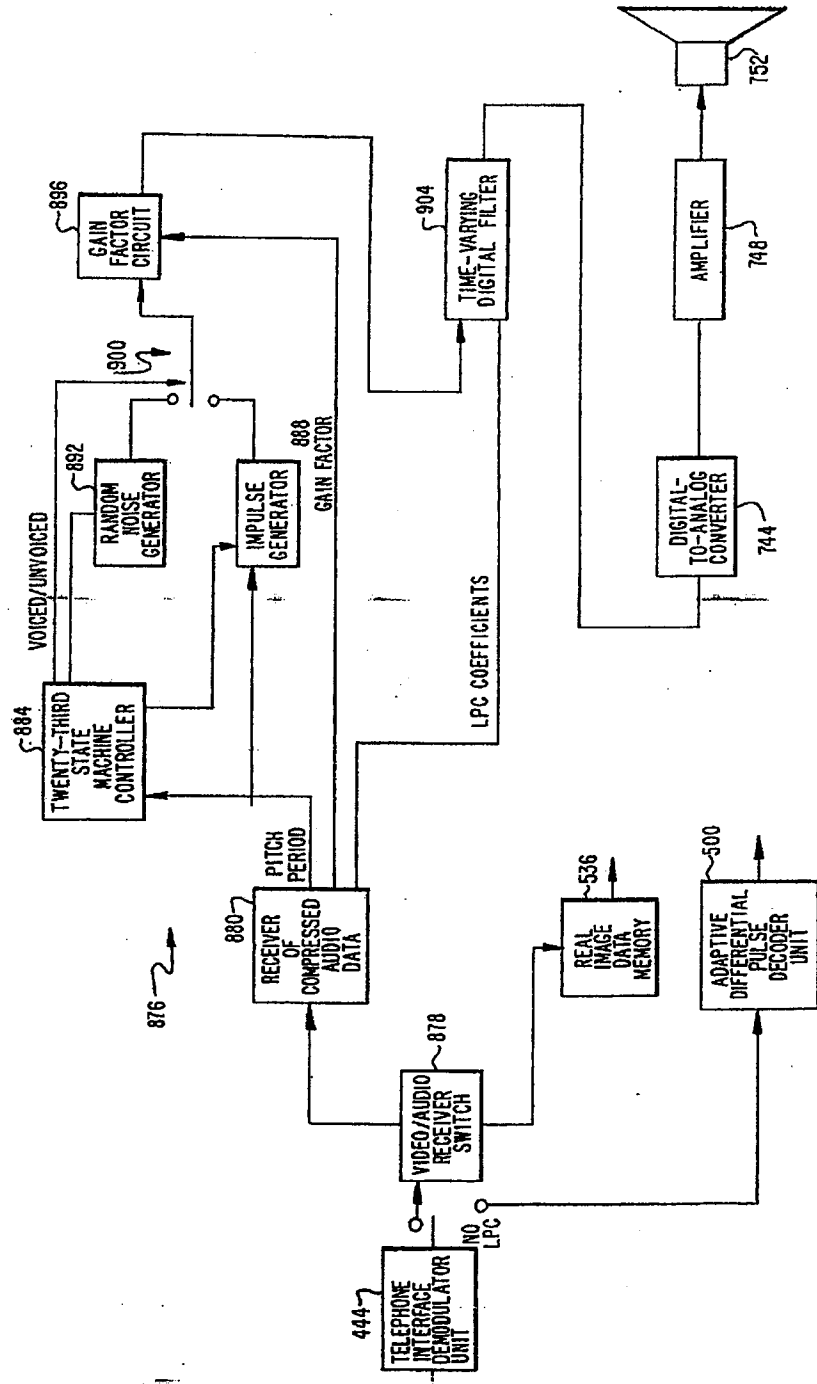 876
884
TWENTY-THIRD
STATE
MACHINE
CONTROLLER
VOICED/UNVOICED
892
RANDOM
NOISE
GENERATOR
IMPULSE
GENERATOR
888
900
896
GAIN
FACTOR
CIRCUIT
GAIN FACTOR
PITCH
PERIOD
880
RECEIVER
OF
COMPRESSED
AUDIO
DATA
LPC COEFFICIENTS
904
TIME-VARYING
DIGITAL FILTER
444
TELEPHONE
INTERFACE
DEMODULATOR
UNIT
NO
LPC
878
VIDEO/AUDIO
RECEIVER
SWITCH
536
REAL
IMAGE
DATA
MEMORY
500
ADAPTIVE
DIFFERENTIAL
PULSE
DECODER
UNIT
DIGITAL-
TO-ANALOG
CONVERTER
744
AMPLIFIER
748
752